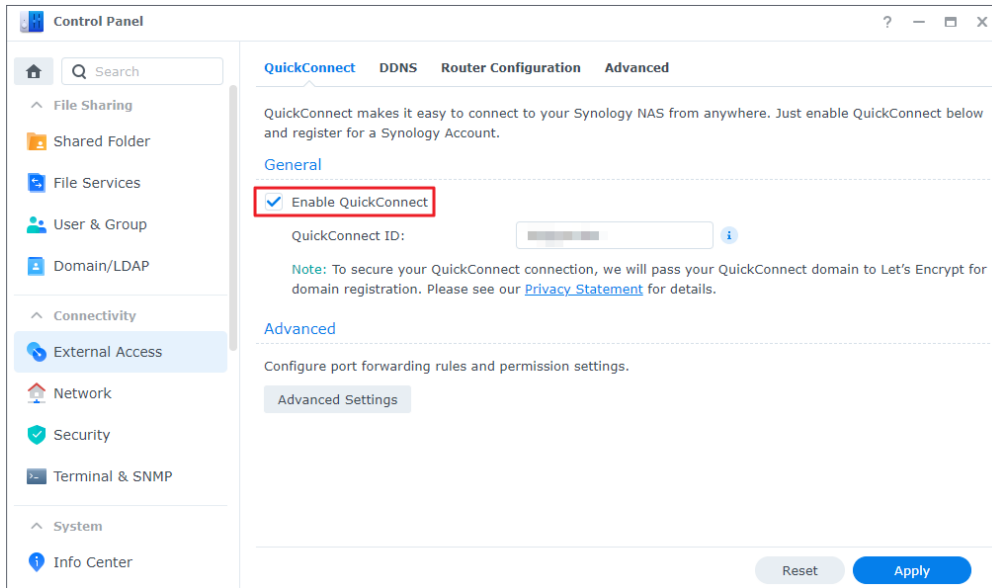 Control Panel
Search
File Sharing
Shared Folder
File Services
User & Group
Domain/LDAP
Connectivity
External Access
Network
Security
Terminal & SNMP
System
Info Center
QuickConnect DDNS Router Configuration Advanced
QuickConnect makes it easy to connect to your Synology NAS from anywhere. Just enable QuickConnect below
and register for a Synology Account.
General
Enable QuickConnect
QuickConnect ID:
Note: To secure your QuickConnect connection, we will pass your QuickConnect domain to Let's Encrypt for
domain registration. Please see our Privacy Statement for details.
Advanced
Configure port forwarding rules and permission settings.
Advanced Settings
Reset Apply